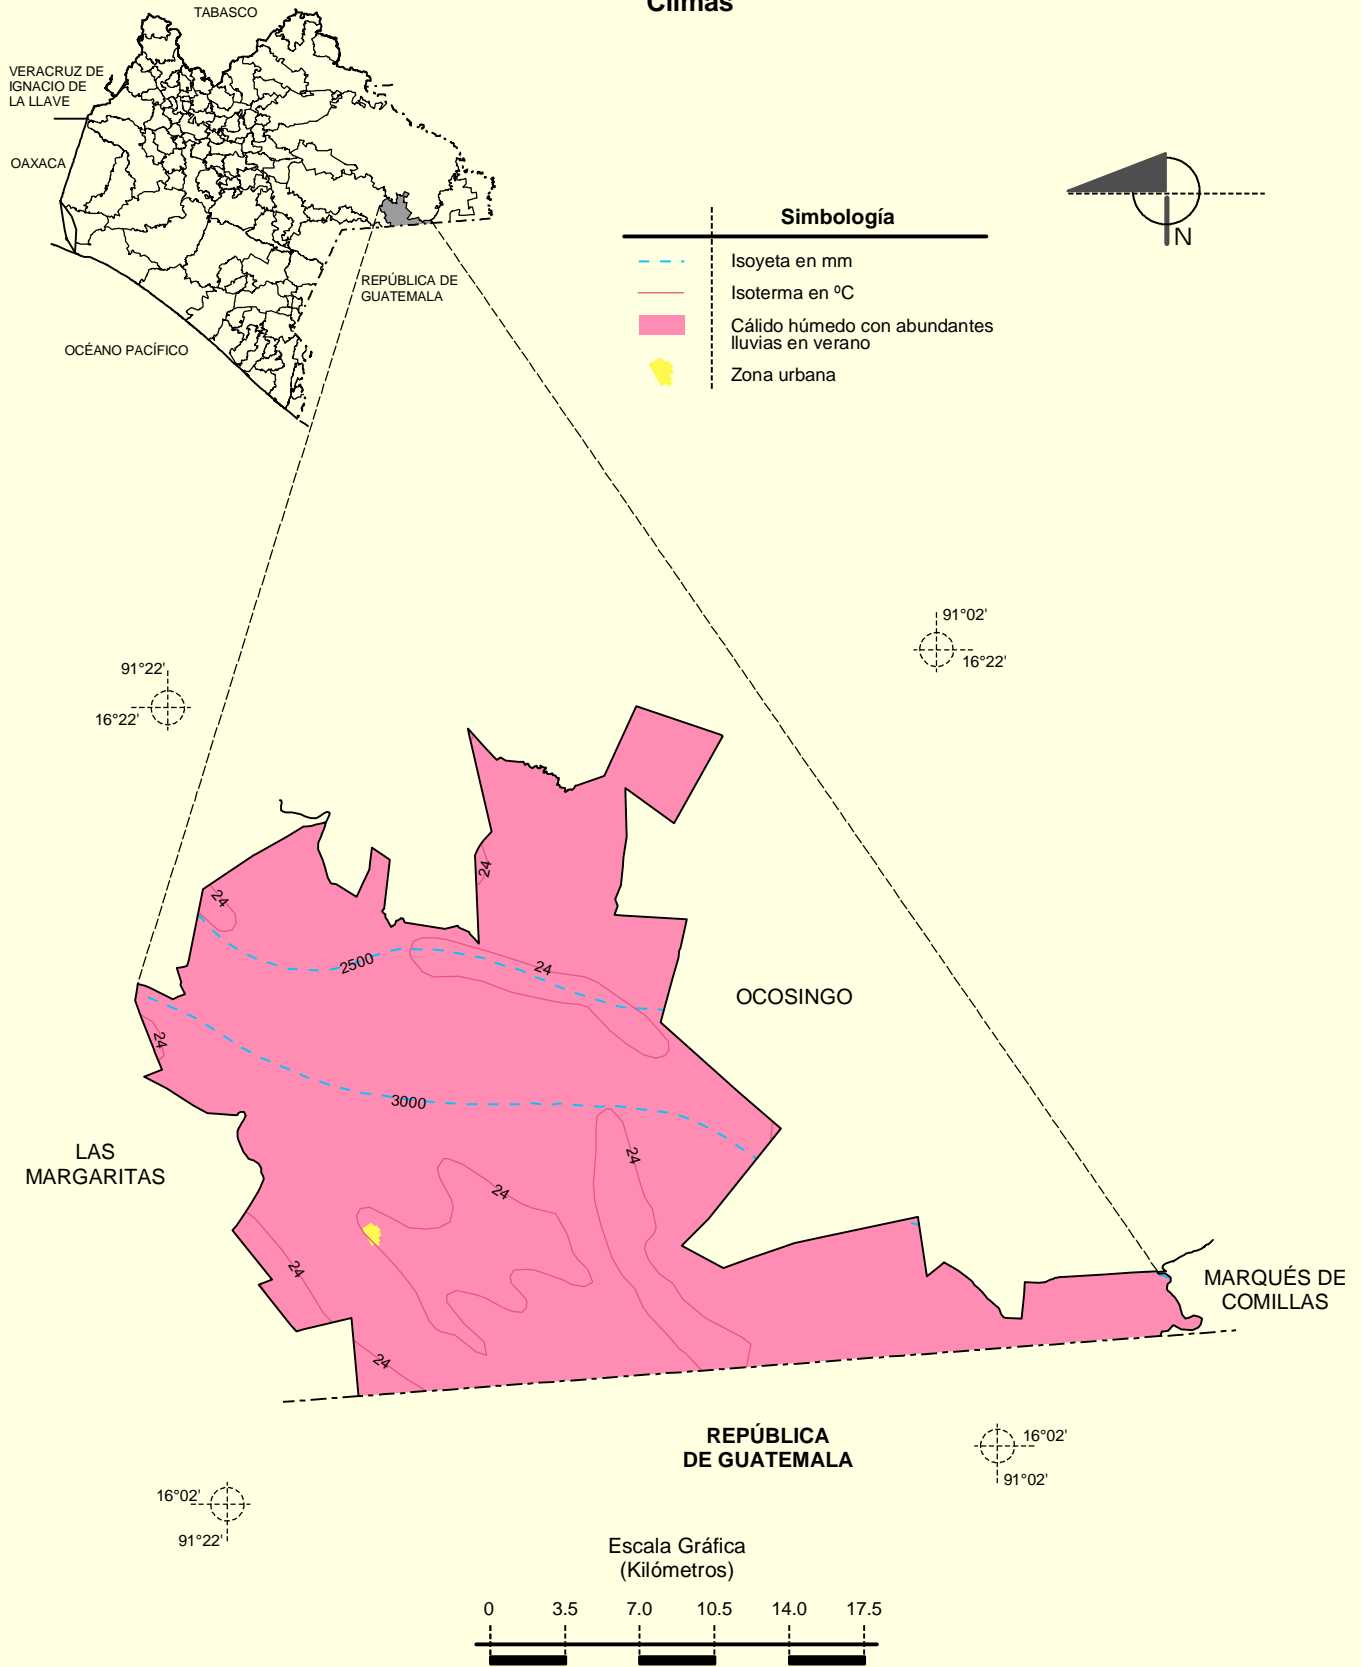 Climas
TABASCO
VERACRUZ DE
IGNACIO DE
LA LLAVE
OAXACA
REPÚBLICA DE
GUATEMALA
OCÉANO PACÍFICO
N
Simbología
Isoyeta en mm
Isoterma en ºC
Cálido húmedo con abundantes
lluvias en verano
Zona urbana
91°02'
16°22'
91°22'
16°22'
24
24
2500
24
OCOSINGO
24
3000
LAS
MARGARITAS
24
24
24
MARQUÉS DE
COMILLAS
24
REPÚBLICA
DE GUATEMALA
16°02'
91°02'
16°02'
91°22'
Escala Gráfica
(Kilómetros)
0 3.5 7.0 10.5 14.0 17.5